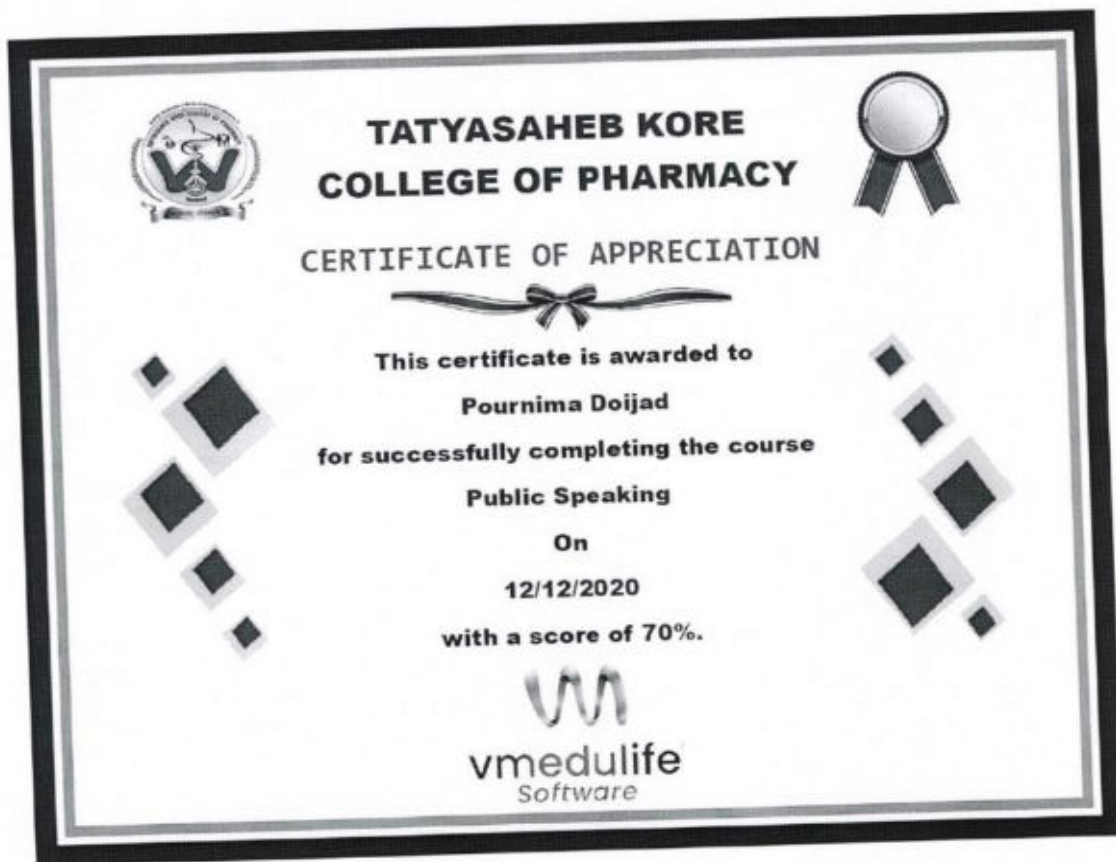 TATYASAHEB KORE
COLLEGE OF PHARMACY
CERTIFICATE OF APPRECIATION
This certificate is awarded to
Pournima Doijad
for successfully completing the course
Public Speaking
On
12/12/2020
with a score of 70%.
vmedulife
Software